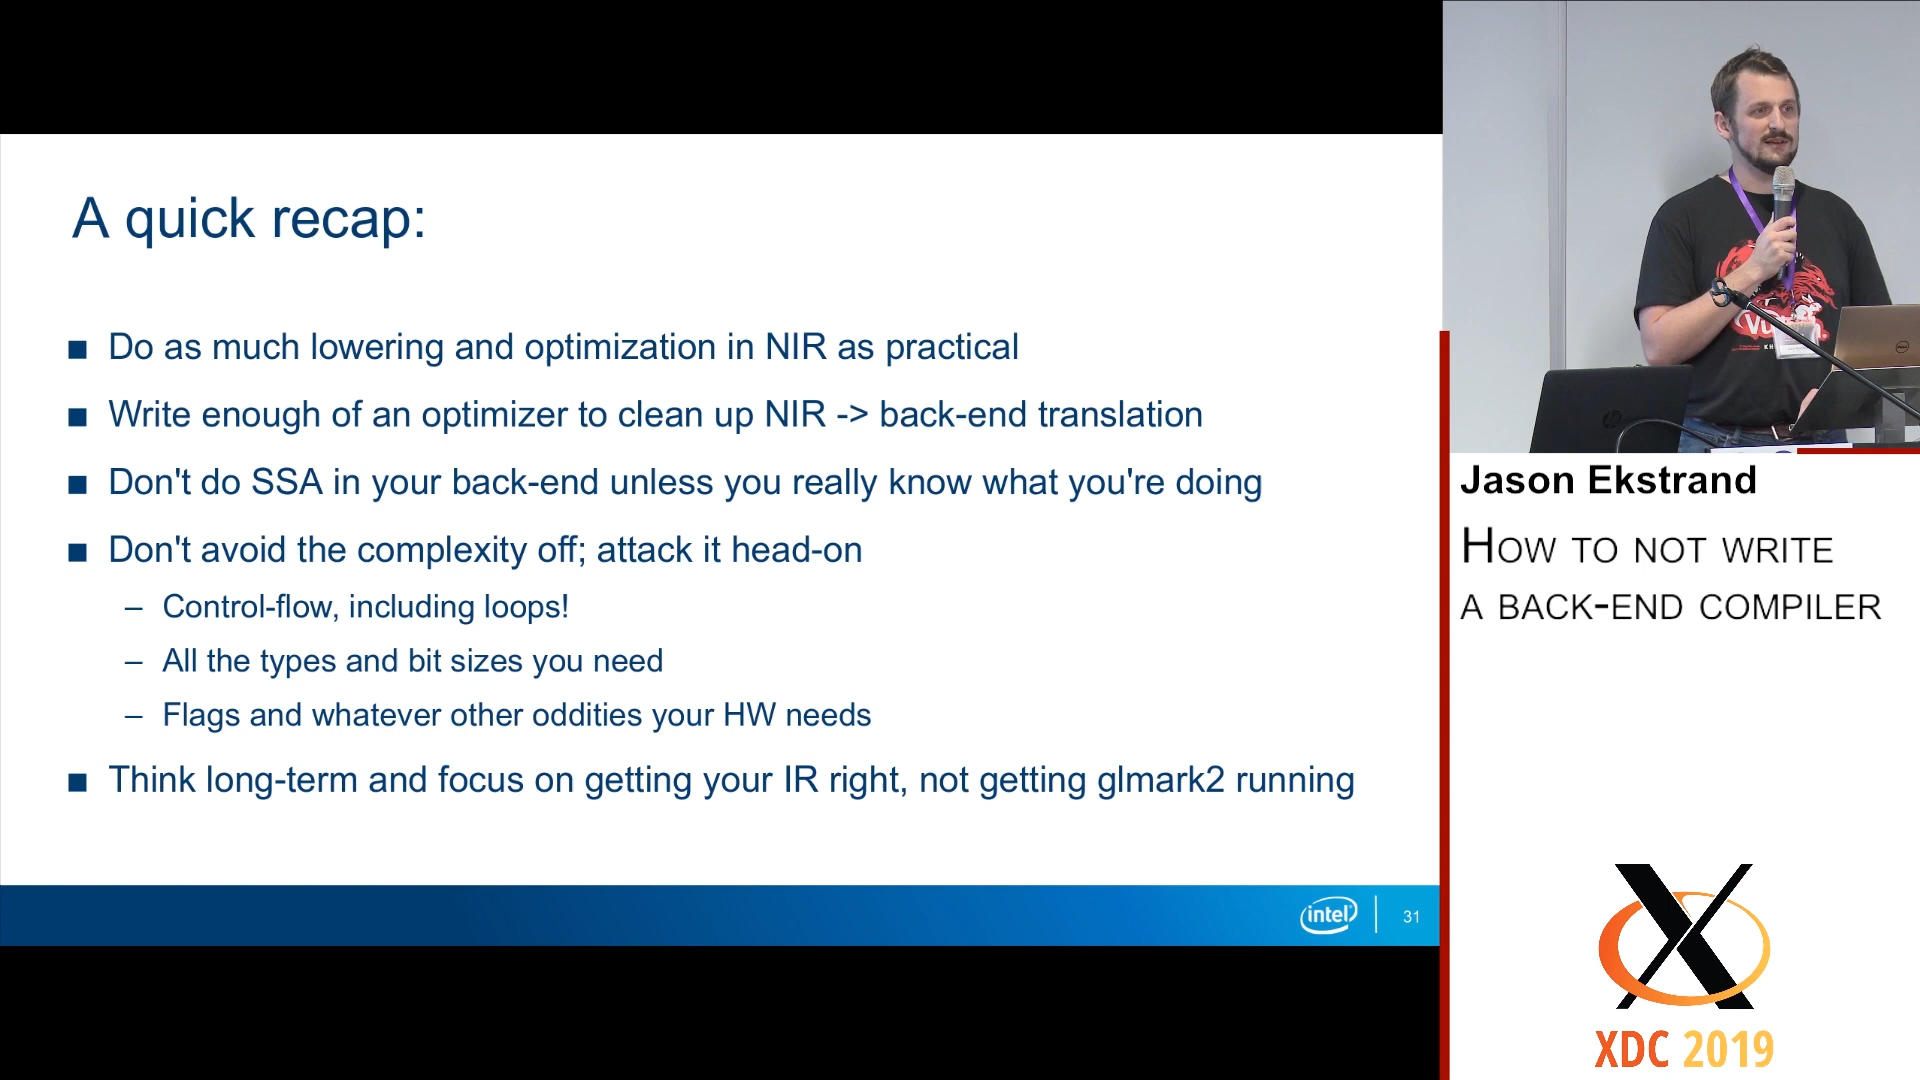 A quick recap:
Do as much lowering and optimization in NIR as practical
Write enough of an optimizer to clean up NIR -> back-end translation
Don't do SSA in your back-end unless you really know what you're doing
Don't avoid the complexity off; attack it head-on
– Control-flow, including loops!
– All the types and bit sizes you need
– Flags and whatever other oddities your HW needs
Think long-term and focus on getting your IR right, not getting glmark2 running
intel
31
Jason Ekstrand
How to not write
a back-end compiler
XDC 2019